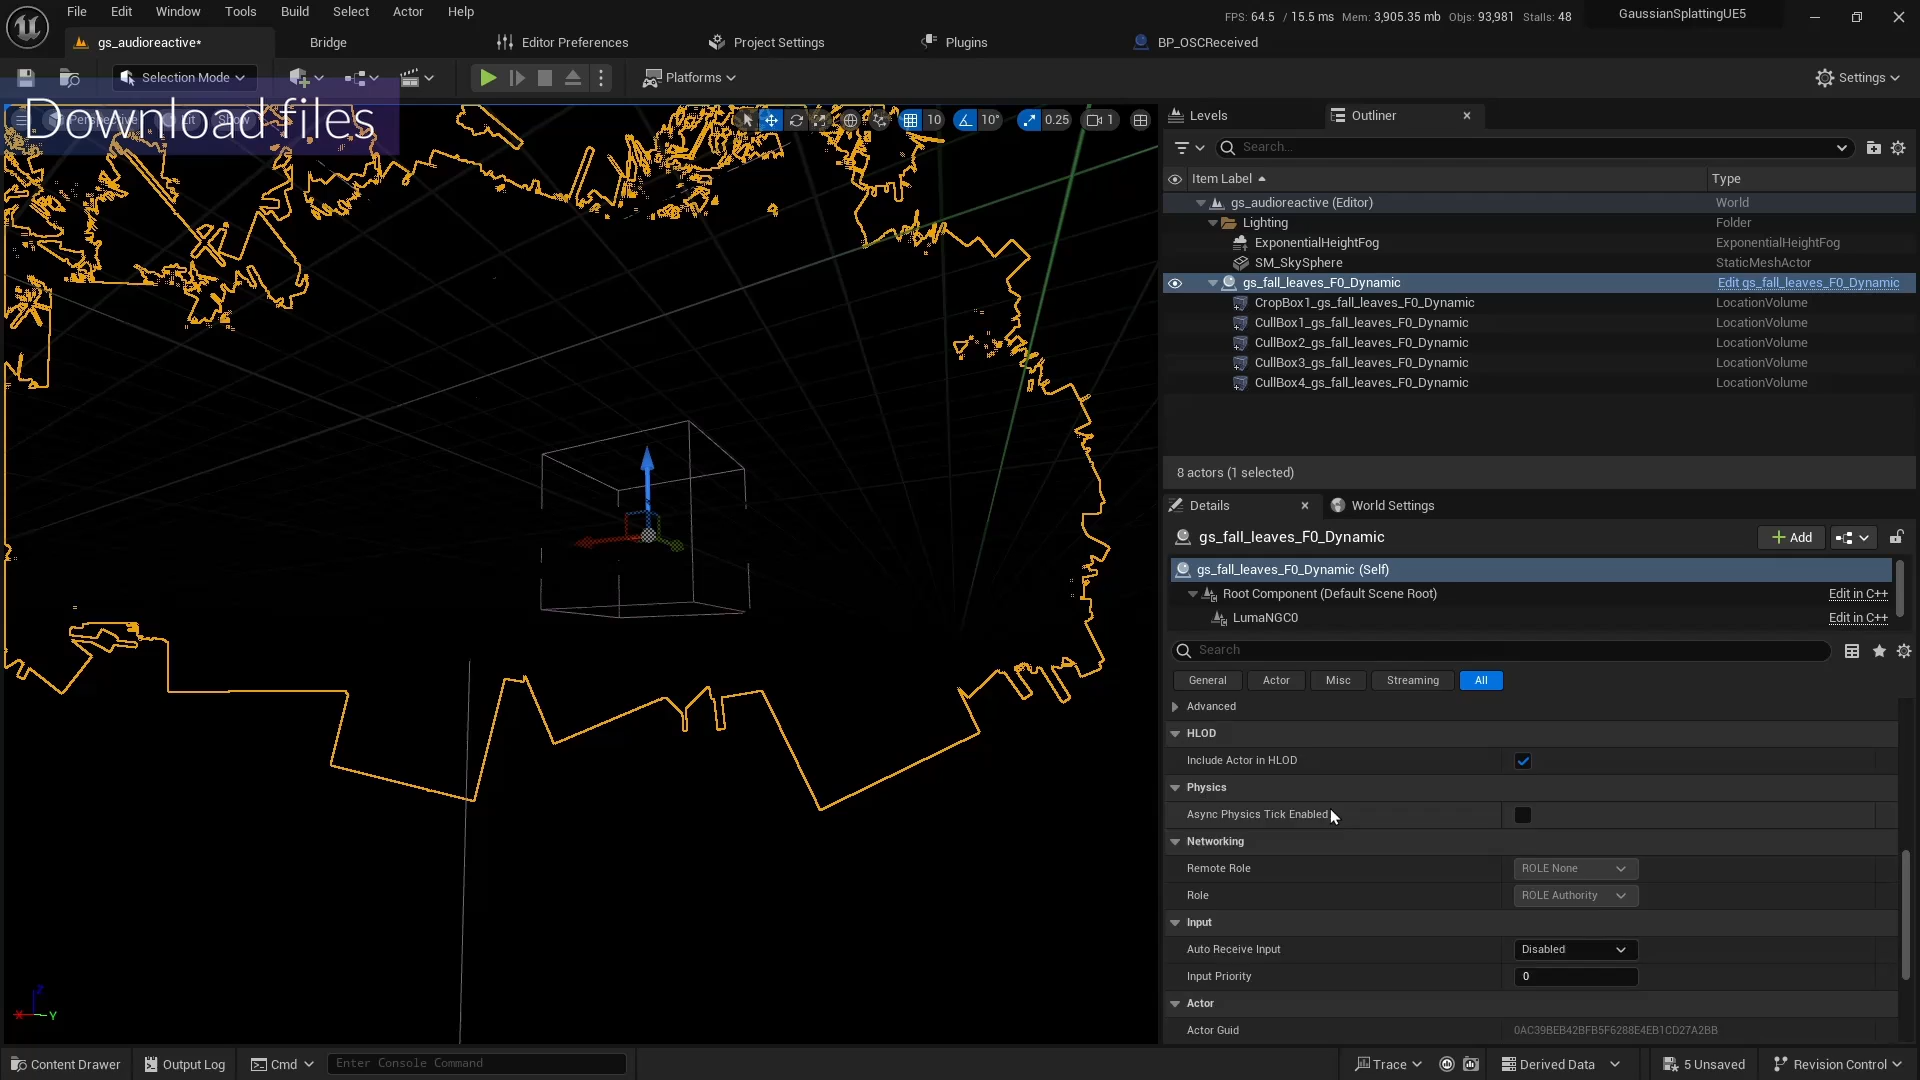 File Edit Window Tools Build Select Actor Help
FPS: 64.5 / 15.5 ms Mem: 3,905.35 mb Objs: 93,981 Stalls: 48
GaussianSplattingUE5
gs_audioreactive*
Bridge
Editor Preferences
Project Settings
Plugins
BP_OSCReceived
Selection Mode
Platforms
Settings
Download files
Perspective Lit Show
10 10° 0.25 1
Levels
Outliner
Search...
Item Label Type
gs_audioreactive (Editor) World
Lighting Folder
ExponentialHeightFog ExponentialHeightFog
SM_SkySphere StaticMeshActor
gs_fall_leaves_F0_Dynamic Edit gs_fall_leaves_F0_Dynamic
CropBox1_gs_fall_leaves_F0_Dynamic LocationVolume
CullBox1_gs_fall_leaves_F0_Dynamic LocationVolume
CullBox2_gs_fall_leaves_F0_Dynamic LocationVolume
CullBox3_gs_fall_leaves_F0_Dynamic LocationVolume
CullBox4_gs_fall_leaves_F0_Dynamic LocationVolume
8 actors (1 selected)
Details
World Settings
gs_fall_leaves_F0_Dynamic
Add
gs_fall_leaves_F0_Dynamic (Self)
Root Component (Default Scene Root) Edit in C++
LumaNGC0 Edit in C++
Search
General Actor Misc Streaming All
Advanced
HLOD
Include Actor in HLOD
Physics
Async Physics Tick Enabled
Networking
Remote Role ROLE None
Role ROLE Authority
Input
Auto Receive Input Disabled
Input Priority 0
Actor
Actor Guid 0AC39BEB42BFB5F6288E4EB1CD27A2BB
Z
X Y
Content Drawer
Output Log
Cmd
Enter Console Command
Trace
Derived Data
5 Unsaved
Revision Control